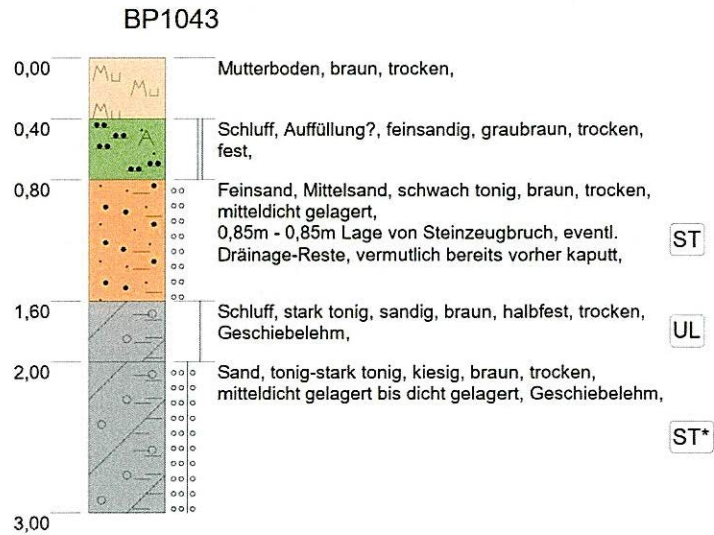 BP1043
0,00
Mutterboden, braun, trocken,
Mu
Mu
Mu
0,40
Schluff, Auffüllung?, feinsandig, graubraun, trocken,
fest,
A
0,80
Feinsand, Mittelsand, schwach tonig, braun, trocken,
mitteldicht gelagert,
0,85m - 0,85m Lage von Steinzeugbruch, eventl.
Dräinage-Reste, vermutlich bereits vorher kaputt,
ST
1,60
Schluff, stark tonig, sandig, braun, halbfest, trocken,
Geschiebelehm,
UL
2,00
Sand, tonig-stark tonig, kiesig, braun, trocken,
mitteldicht gelagert bis dicht gelagert, Geschiebelehm,
ST*
3,00